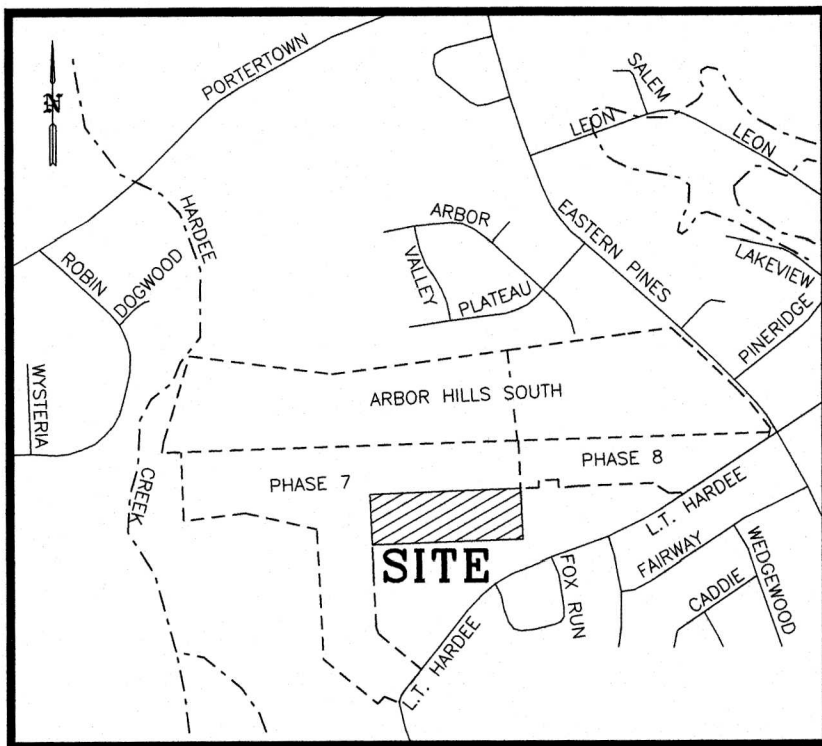 PORTERTOWN
SALEM
N
LEON
LEON
HARDEE
ARBOR
EASTERN PINES
ROBIN
DOGWOOD
VALLEY
LAKEVIEW
PLATEAU
PINERIDGE
WYSTERIA
ARBOR HILLS SOUTH
PHASE 7
PHASE 8
CREEK
L.T. HARDEE
SITE
FAIRWAY
WEDGEWOOD
FOX RUN
CADDIE
L.T. HARDEE